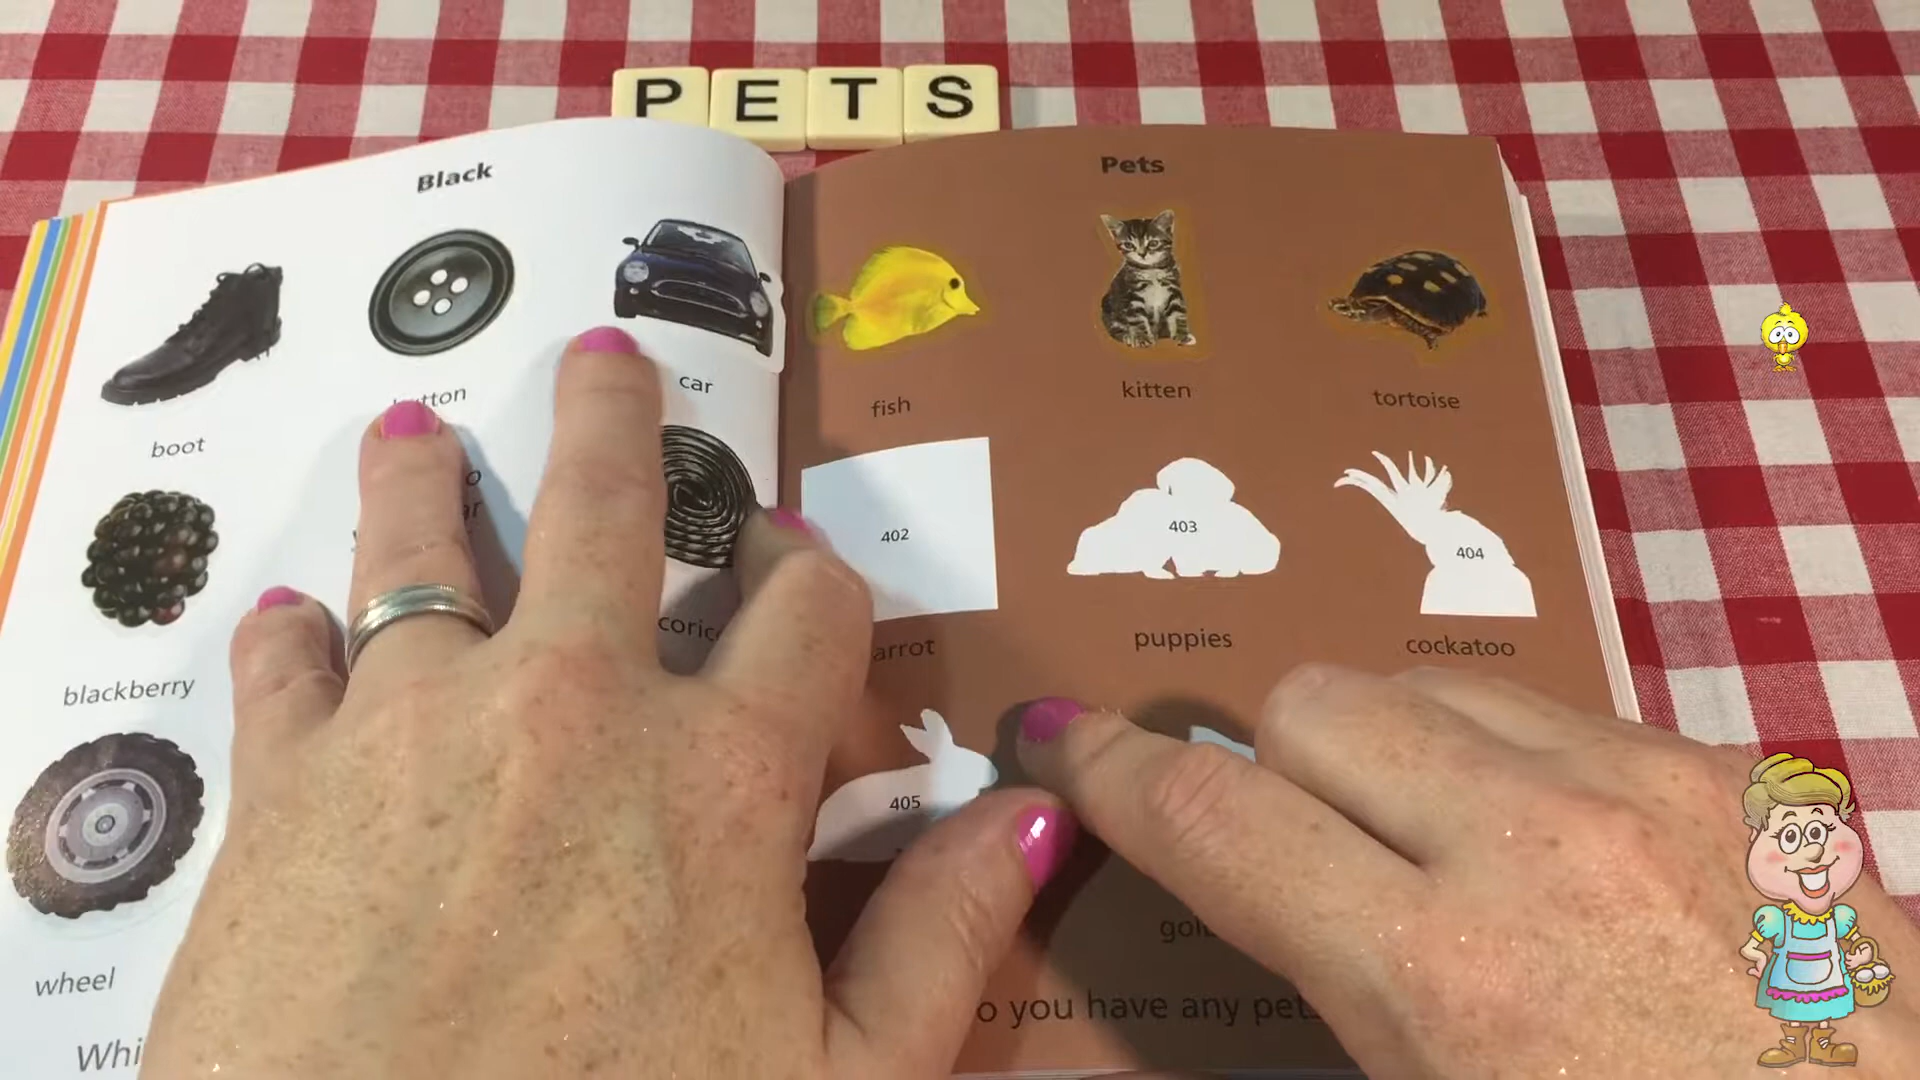 PETS
Black
boot
car
blackberry
wheel
Pets
fish
kitten
tortoise
402
403
404
puppies
cockatoo
405
you have any